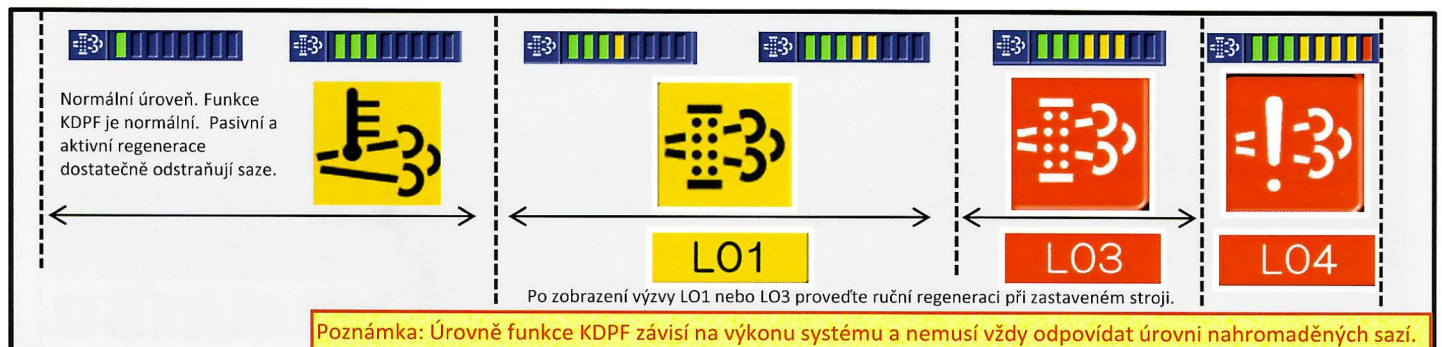 Normální úroveň. Funkce
KDPF je normální. Pasivní a
aktivní regenerace
dostatečně odstraňují saze.
LO1
LO3
LO4
Po zobrazení výzvy LO1 nebo LO3 proveďte ruční regeneraci při zastaveném stroji.
Poznámka: Úrovně funkce KDPF závisí na výkonu systému a nemusí vždy odpovídat úrovni nahromaděných sazí.